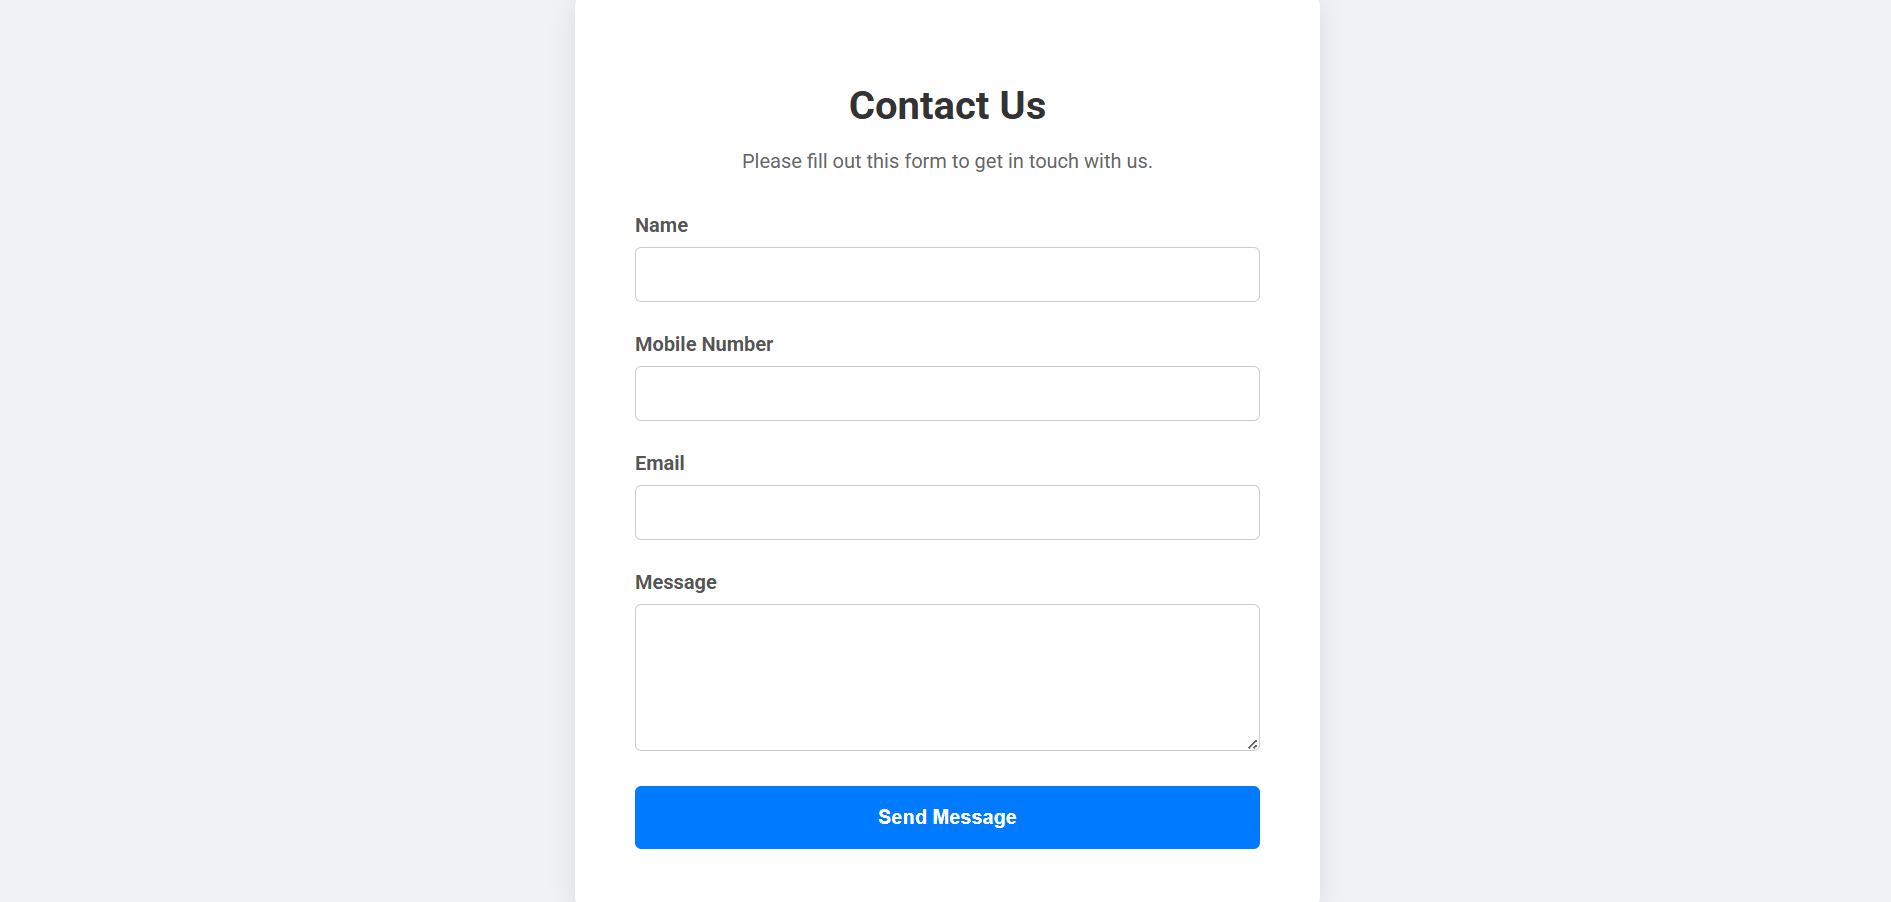 Contact Us
Please fill out this form to get in touch with us.
Name
Mobile Number
Email
Message
Send Message